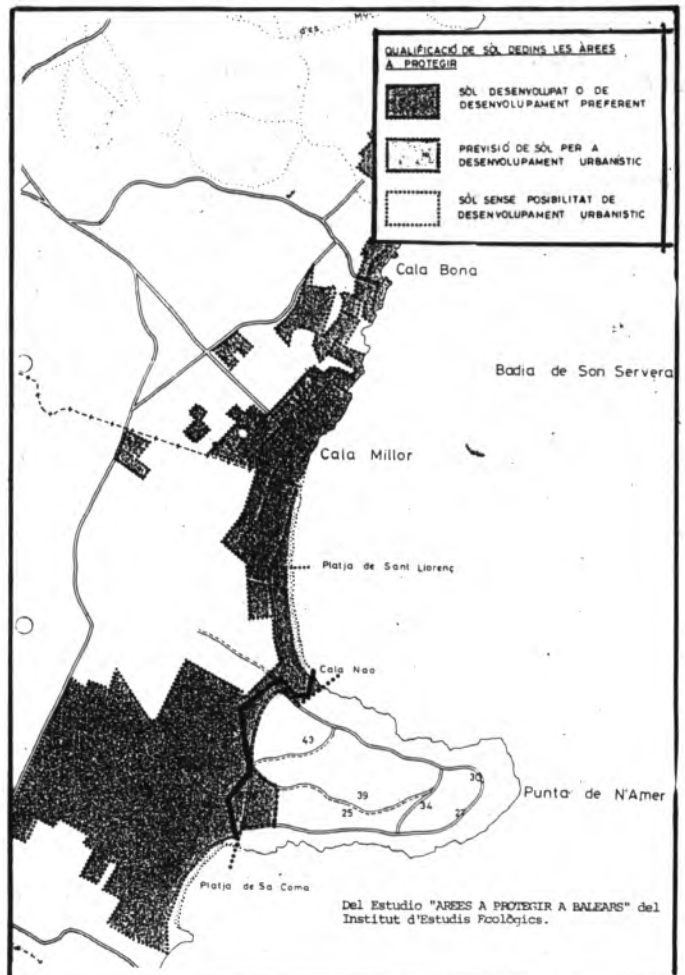 d'es
QUALIFICACIÓ DE SÒL DEDINS LES ÀREES
A PROTEGIR
SÒL DESENVOLUPAT O DE
DESENVOLUPAMENT PREFERENT
PREVISIÓ DE SÒL PER A
DESENVOLUPAMENT URBANÍSTIC
SÒL SENSE POSIBILITAT DE
DESENVOLUPAMENT URBANISTIC
Cala Bona
Badia de Son Servera
Cala Millor
Platja de Sant Llorenç
Cala Nao
43
30
39
Punta de N'Amer
25
34
27
Platja de Sa Coma
Del Estudio "AREES A PROTEGIR A BALEARS" del
Institut d'Estudis Ecològics.